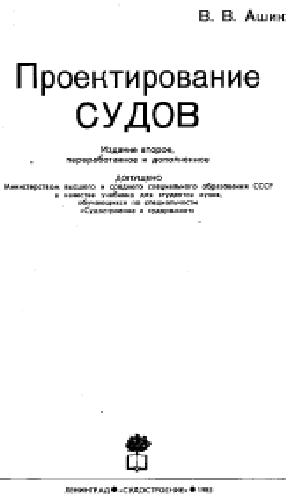 В. В. Ашик
Проектирование
СУДОВ
Издание второе,
переработанное и дополненное
Допущено
Министерством высшего и среднего специального образования СССР
в качестве учебника для студентов вузов,
обучающихся по специальности
«Судостроение и судоремонт»
ЛЕНИНГРАД ● «СУДОСТРОЕНИЕ» ● 1985